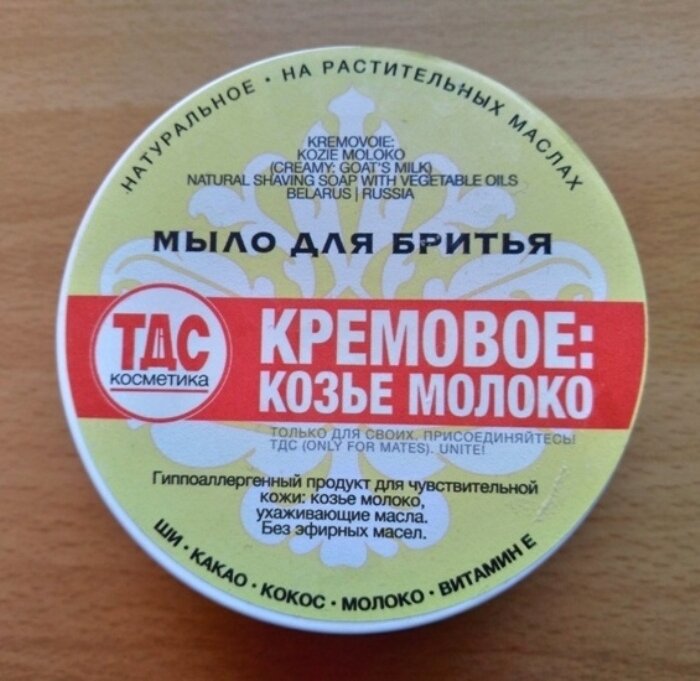 НАТУРАЛЬНОЕ • НА РАСТИТЕЛЬНЫХ МАСЛАХ
KREMOVOIE:
KOZIE MOLOKO
(CREAMY: GOAT'S MILK)
NATURAL SHAVING SOAP WITH VEGETABLE OILS
BELARUS | RUSSIA
МЫЛО ДЛЯ БРИТЬЯ
ТДС
косметика
КРЕМОВОЕ:
КОЗЬЕ МОЛОКО
ТОЛЬКО ДЛЯ СВОИХ. ПРИСОЕДИНЯЙТЕСЬ!
ТДС (ONLY FOR MATES). UNITE!
Гиппоаллергенный продукт для чувствительной
кожи: козье молоко,
ухаживающие масла.
Без эфирных масел.
ШИ • КАКАО • КОКОС • МОЛОКО • ВИТАМИН Е